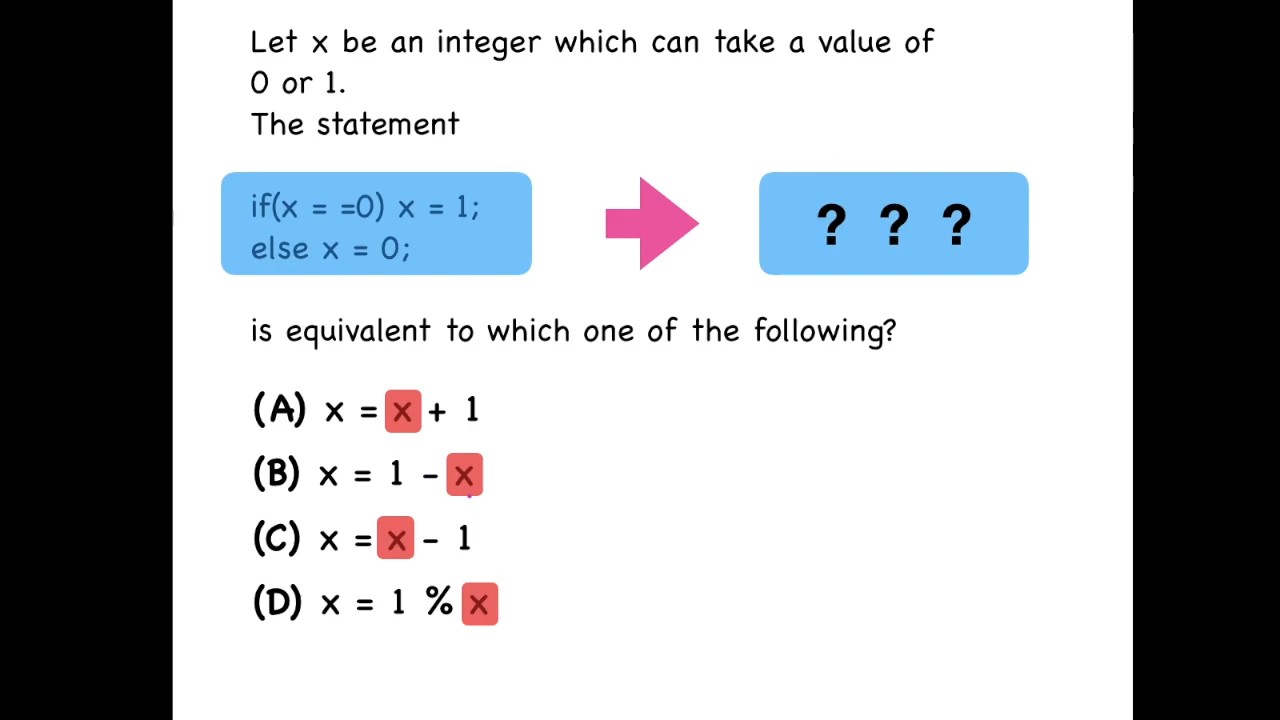 Let x be an integer which can take a value of
0 or 1.
The statement
if(x = =0) x = 1;
else x = 0;
? ? ?
is equivalent to which one of the following?
(A) x = x + 1
(B) x = 1 - x
(C) x = x - 1
(D) x = 1 % x